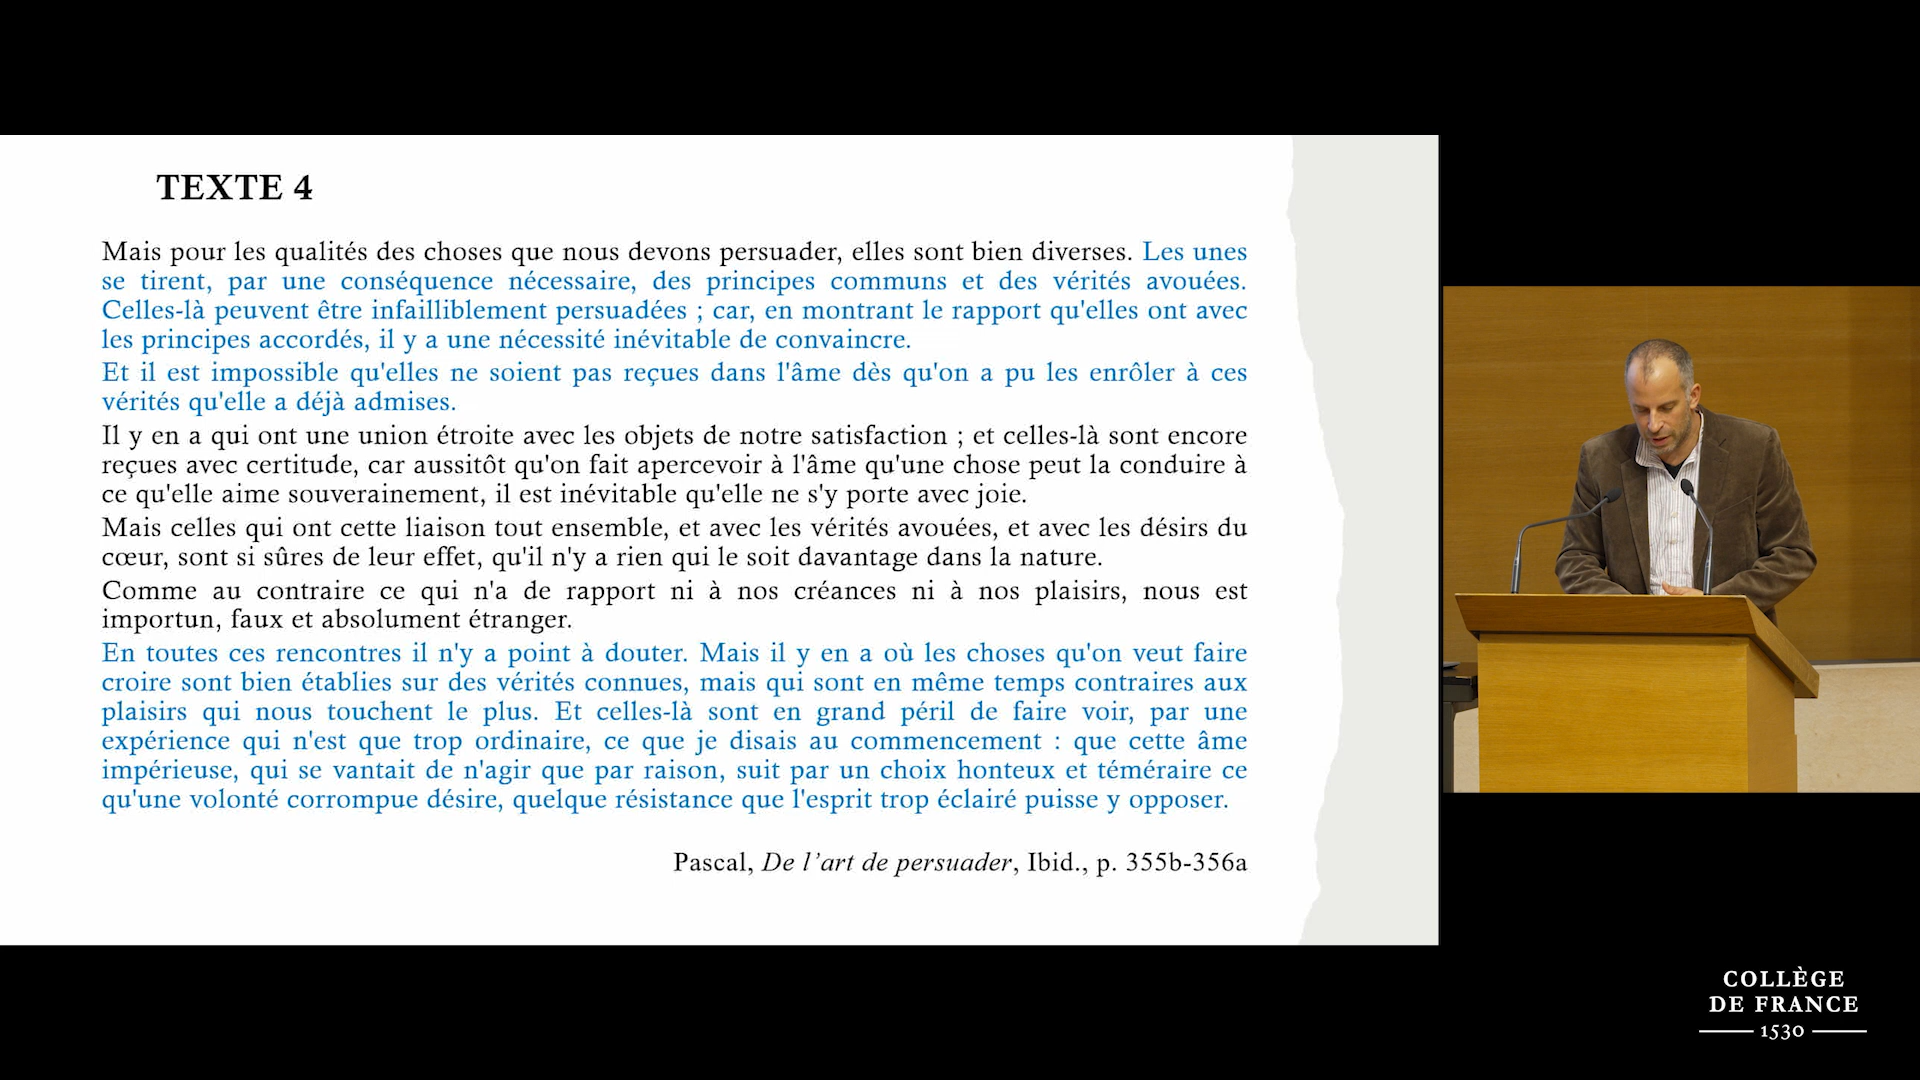 TEXTE 4
Mais pour les qualités des choses que nous devons persuader, elles sont bien diverses. Les unes
se tirent, par une conséquence nécessaire, des principes communs et des vérités avouées.
Celles-là peuvent être infailliblement persuadées ; car, en montrant le rapport qu'elles ont avec
les principes accordés, il y a une nécessité inévitable de convaincre.
Et il est impossible qu'elles ne soient pas reçues dans l'âme dès qu'on a pu les enrôler à ces
vérités qu'elle a déjà admises.
Il y en a qui ont une union étroite avec les objets de notre satisfaction ; et celles-là sont encore
reçues avec certitude, car aussitôt qu'on fait apercevoir à l'âme qu'une chose peut la conduire à
ce qu'elle aime souverainement, il est inévitable qu'elle ne s'y porte avec joie.
Mais celles qui ont cette liaison tout ensemble, et avec les vérités avouées, et avec les désirs du
cœur, sont si sûres de leur effet, qu'il n'y a rien qui le soit davantage dans la nature.
Comme au contraire ce qui n'a de rapport ni à nos créances ni à nos plaisirs, nous est
importun, faux et absolument étranger.
En toutes ces rencontres il n'y a point à douter. Mais il y en a où les choses qu'on veut faire
croire sont bien établies sur des vérités connues, mais qui sont en même temps contraires aux
plaisirs qui nous touchent le plus. Et celles-là sont en grand péril de faire voir, par une
expérience qui n'est que trop ordinaire, ce que je disais au commencement : que cette âme
impérieuse, qui se vantait de n'agir que par raison, suit par un choix honteux et téméraire ce
qu'une volonté corrompue désire, quelque résistance que l'esprit trop éclairé puisse y opposer.
Pascal, De l'art de persuader, Ibid., p. 355b-356a
COLLÈGE
DE FRANCE
1530